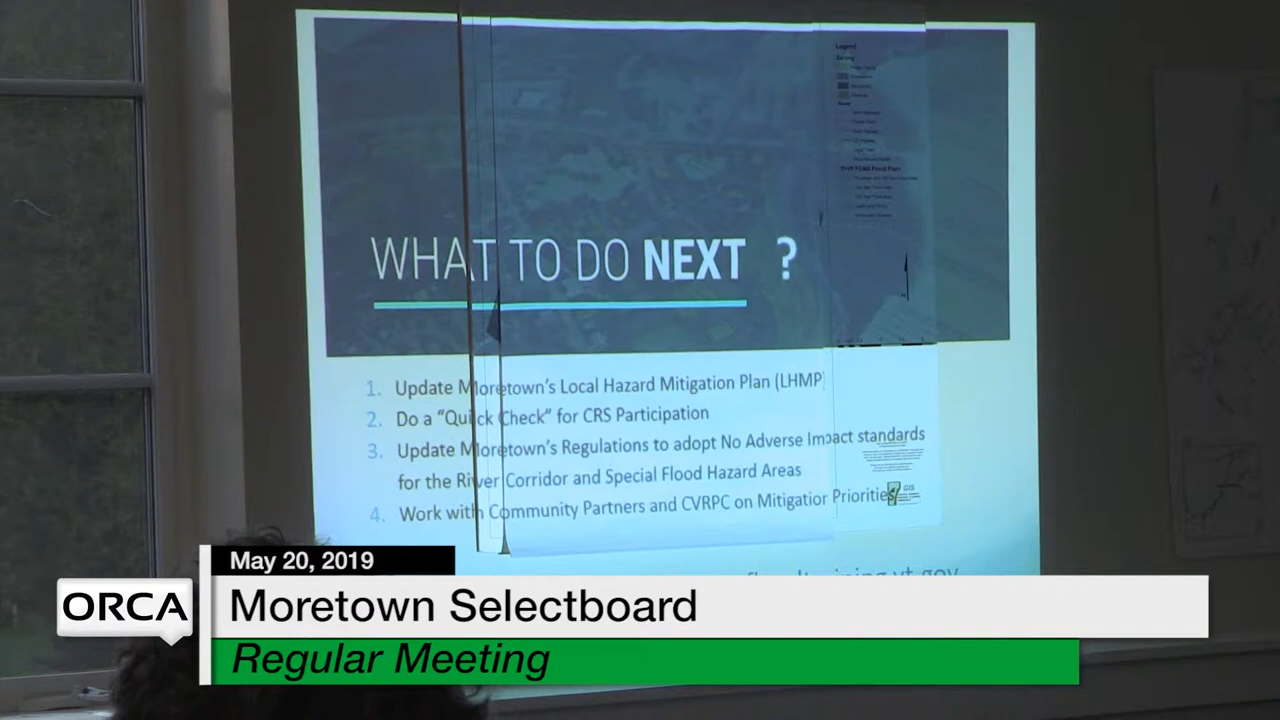 Legend
WHAT TO DO NEXT ?
1. Update Moretown's Local Hazard Mitigation Plan (LHMP)
2. Do a "Quick Check" for CRS Participation
3. Update Moretown's Regulations to adopt No Adverse Impact standards
for the River Corridor and Special Flood Hazard Areas
4. Work with Community Partners and CVRPC on Mitigation Priorities
GIS
May 20, 2019
ORCA
Moretown Selectboard
Regular Meeting